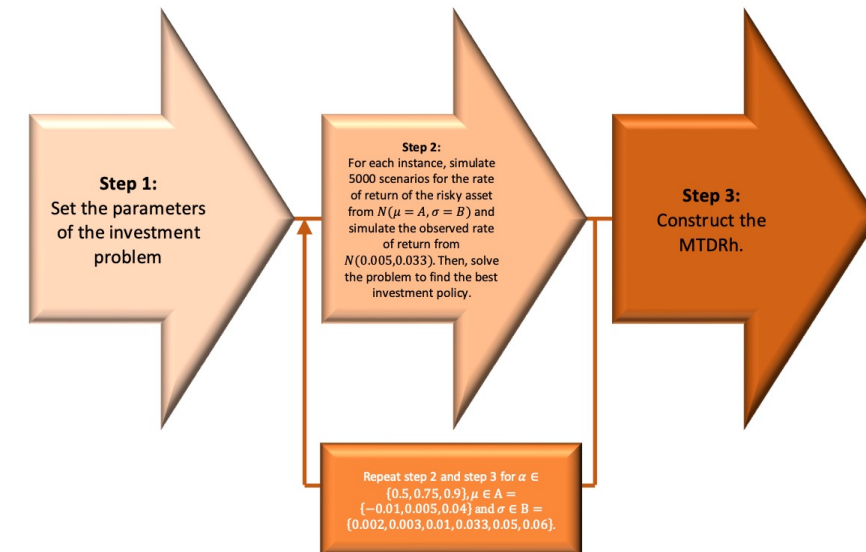 Step 1:
Set the parameters
of the investment
problem
Step 2:
For each instance, simulate
5000 scenarios for the rate
of return of the risky asset
from N(μ = A, σ = B) and
simulate the observed rate
of return from
N(0.005,0.033). Then, solve
the problem to find the best
investment policy.
Step 3:
Construct the
MTDRh.
Repeat step 2 and step 3 for α ∈
{0.5,0.75,0.9}, μ ∈ A =
{−0.01,0.005,0.04} and σ ∈ B =
{0.002,0.003,0.01,0.033,0.05,0.06}.